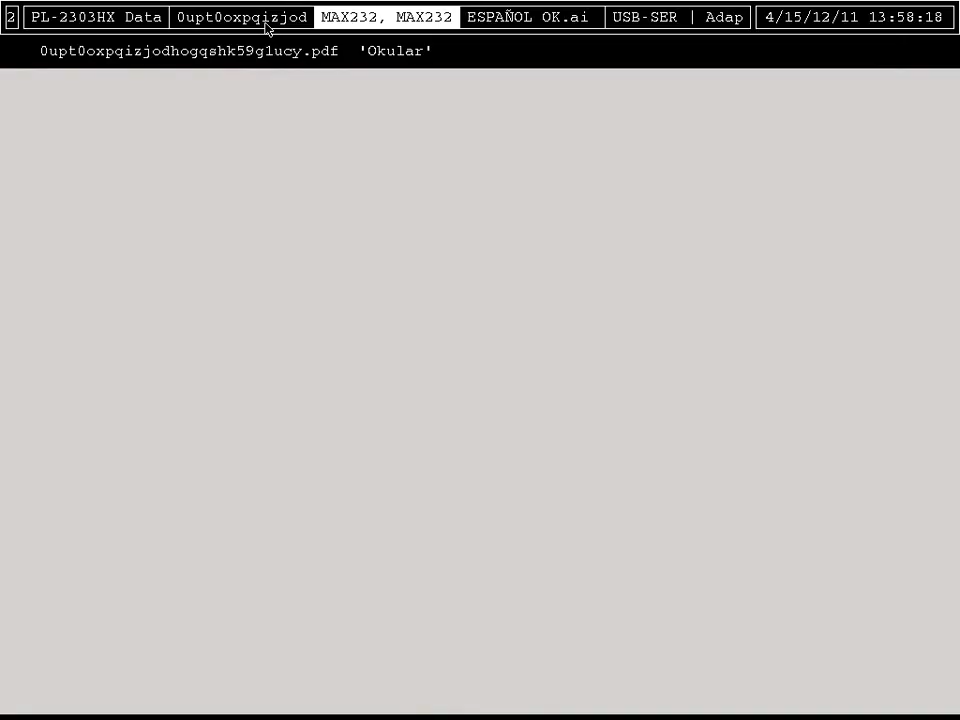 2 PL-2303HX Data 0upt0oxpqizjod MAX232, MAX232 ESPAÑOL OK.ai USB-SER | Adap 4/15/12/11 13:58:18
0upt0oxpqizjodhogqshk59g1ucy.pdf 'Okular'